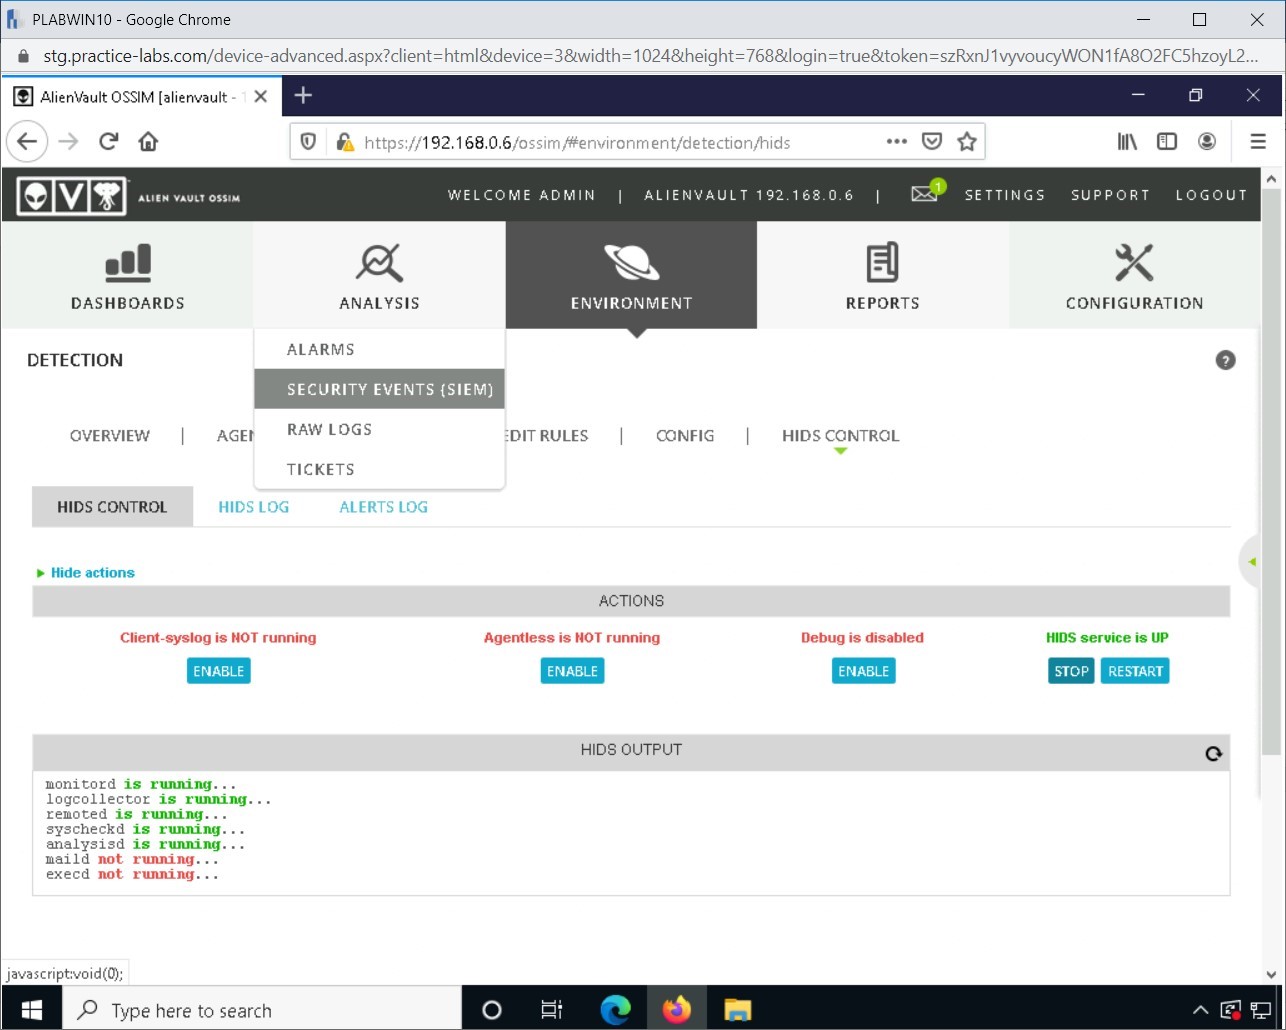 PLABWIN10 - Google Chrome
stg.practice-labs.com/device-advanced.aspx?client=html&device=3&width=1024&height=768&login=true&token=szRxnJ1vyvoucyWON1fA8O2FC5hzoyL2...
AlienVault OSSIM [alienvault -
https://192.168.0.6/ossim/#environment/detection/hids
V ALIEN VAULT OSSIM WELCOME ADMIN | ALIENVAULT 192.168.0.6 | 1 SETTINGS SUPPORT LOGOUT
DASHBOARDS ANALYSIS ENVIRONMENT REPORTS CONFIGURATION
ALARMS
DETECTION ?
SECURITY EVENTS (SIEM)
RAW LOGS
OVERVIEW | AGEN EDIT RULES | CONFIG | HIDS CONTROL
TICKETS
HIDS CONTROL HIDS LOG ALERTS LOG
Hide actions
ACTIONS
Client-syslog is NOT running Agentless is NOT running Debug is disabled HIDS service is UP
ENABLE ENABLE ENABLE STOP RESTART
HIDS OUTPUT
monitord is running...
logcollector is running...
remoted is running...
syscheckd is running...
analysisd is running...
maild not running...
execd not running...
javascript:void(0);
Type here to search